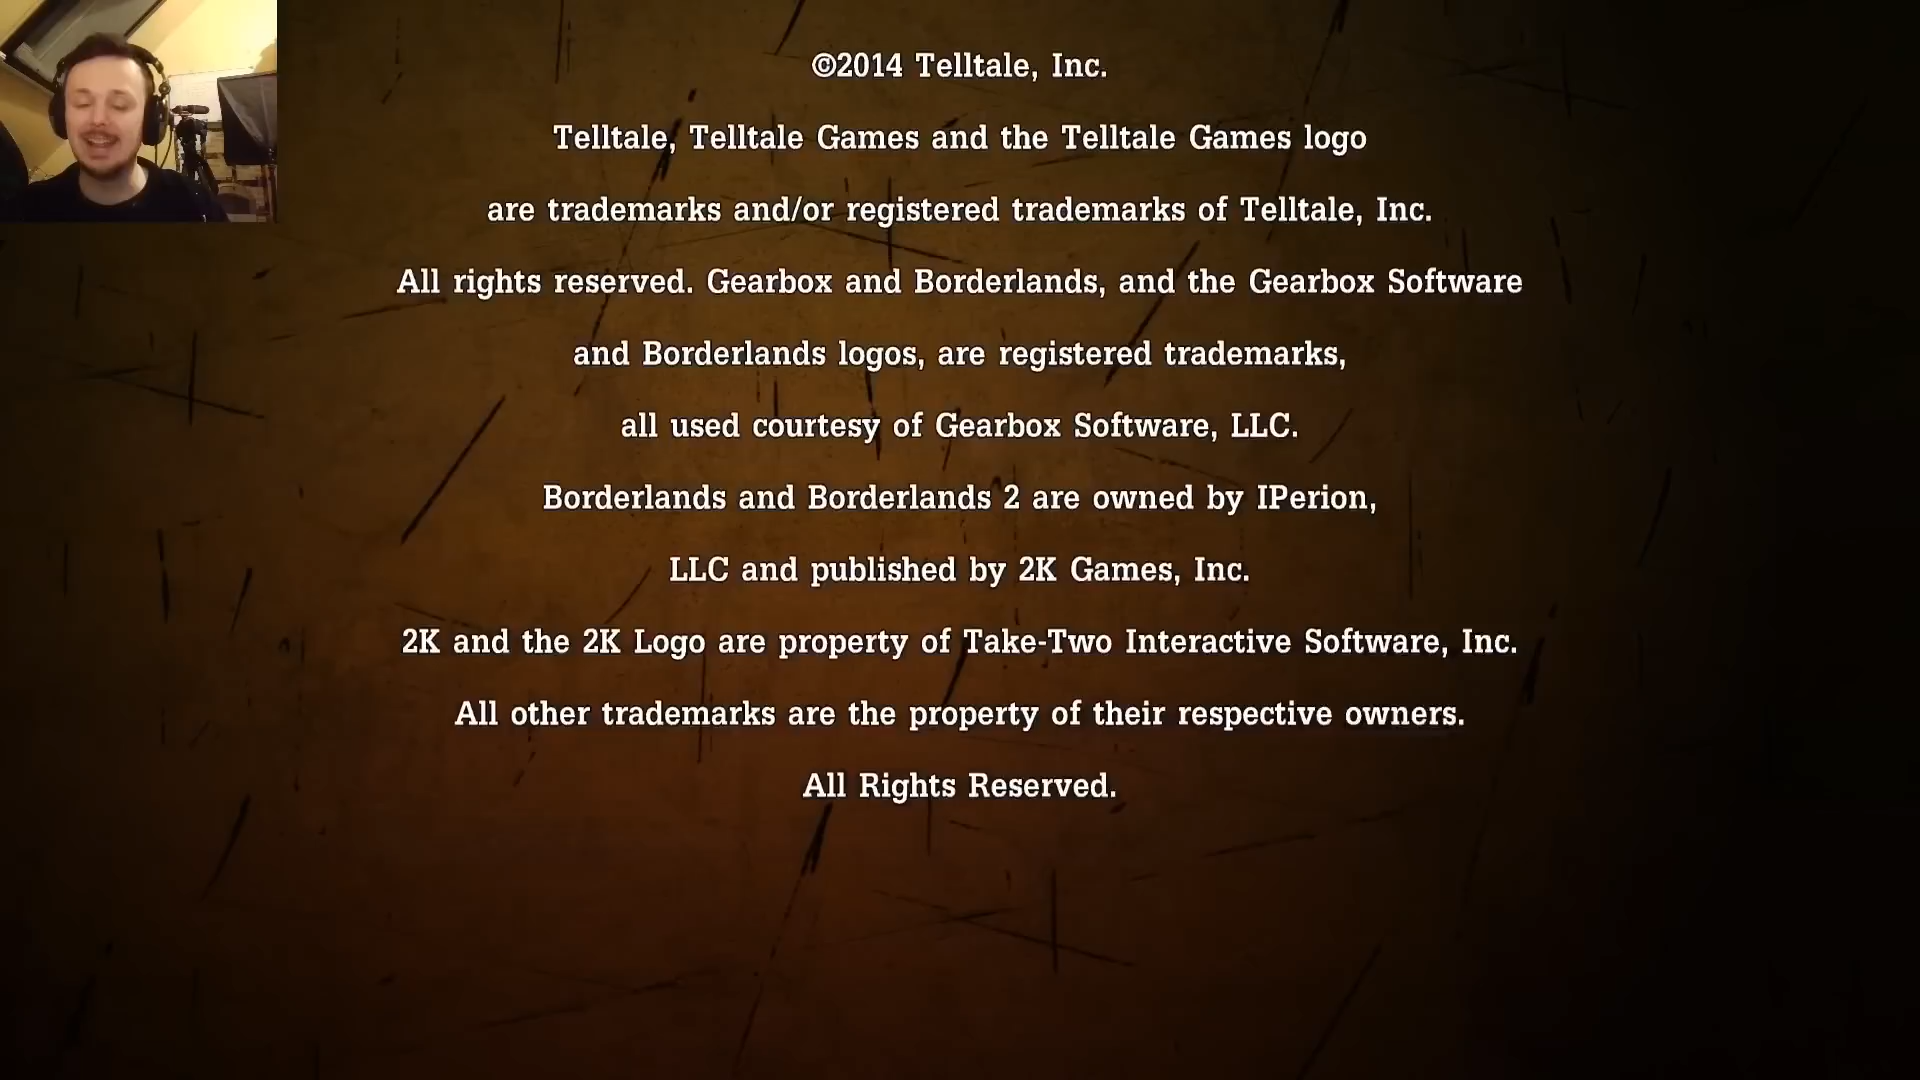 ©2014 Telltale, Inc.
Telltale, Telltale Games and the Telltale Games logo
are trademarks and/or registered trademarks of Telltale, Inc.
All rights reserved. Gearbox and Borderlands, and the Gearbox Software
and Borderlands logos, are registered trademarks,
all used courtesy of Gearbox Software, LLC.
Borderlands and Borderlands 2 are owned by IPerion,
LLC and published by 2K Games, Inc.
2K and the 2K Logo are property of Take-Two Interactive Software, Inc.
All other trademarks are the property of their respective owners.
All Rights Reserved.